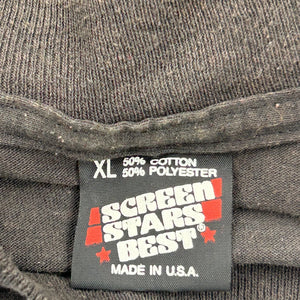 XL 50% COTTON
50% POLYESTER
SCREEN
STARS
BEST®
MADE IN U.S.A.